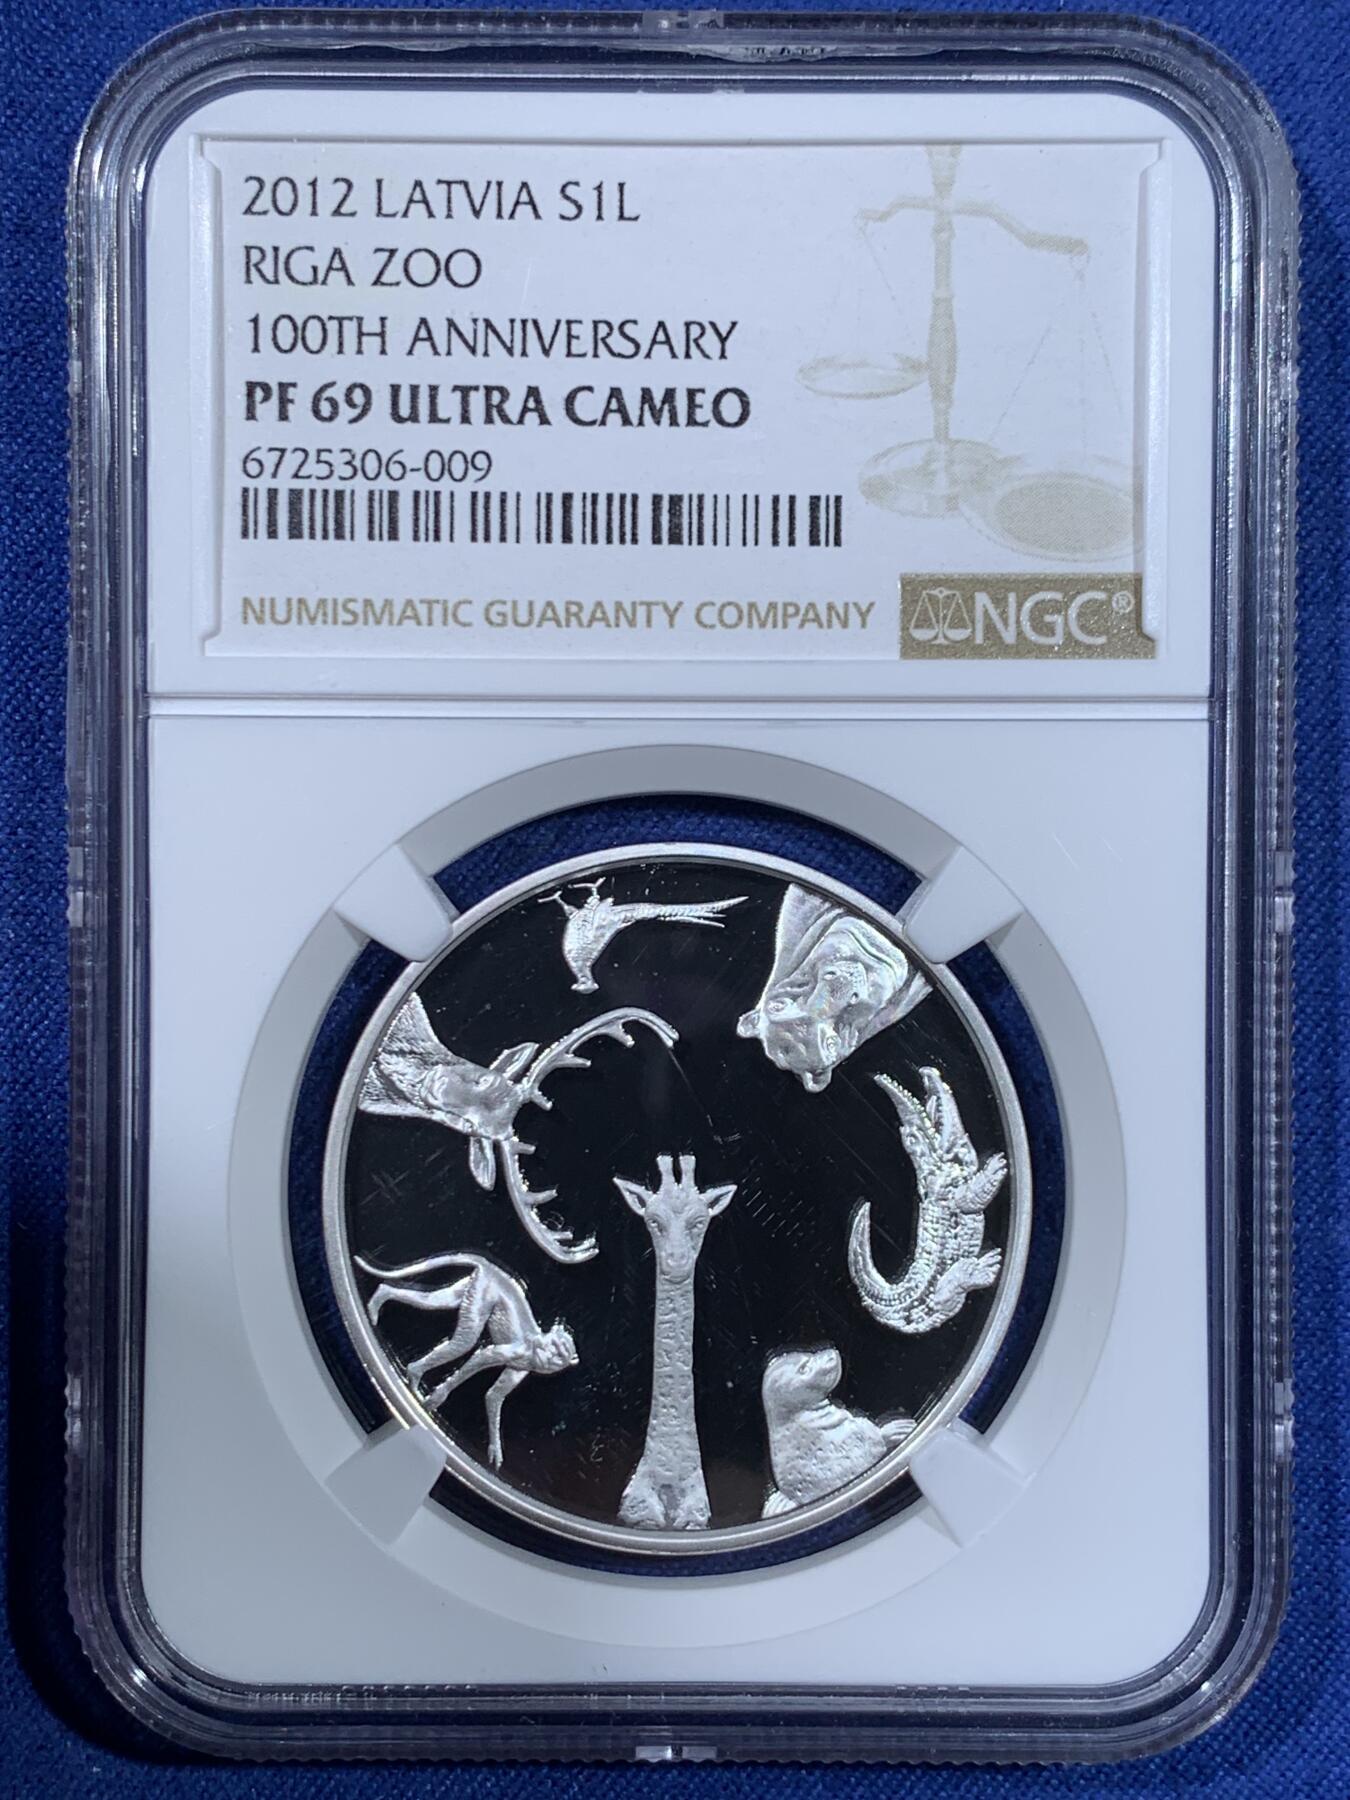 2012 LATVIA S1L
RIGA ZOO
100TH ANNIVERSARY
PF 69 ULTRA CAMEO
6725306-009
NUMISMATIC GUARANTY COMPANY
NGC®